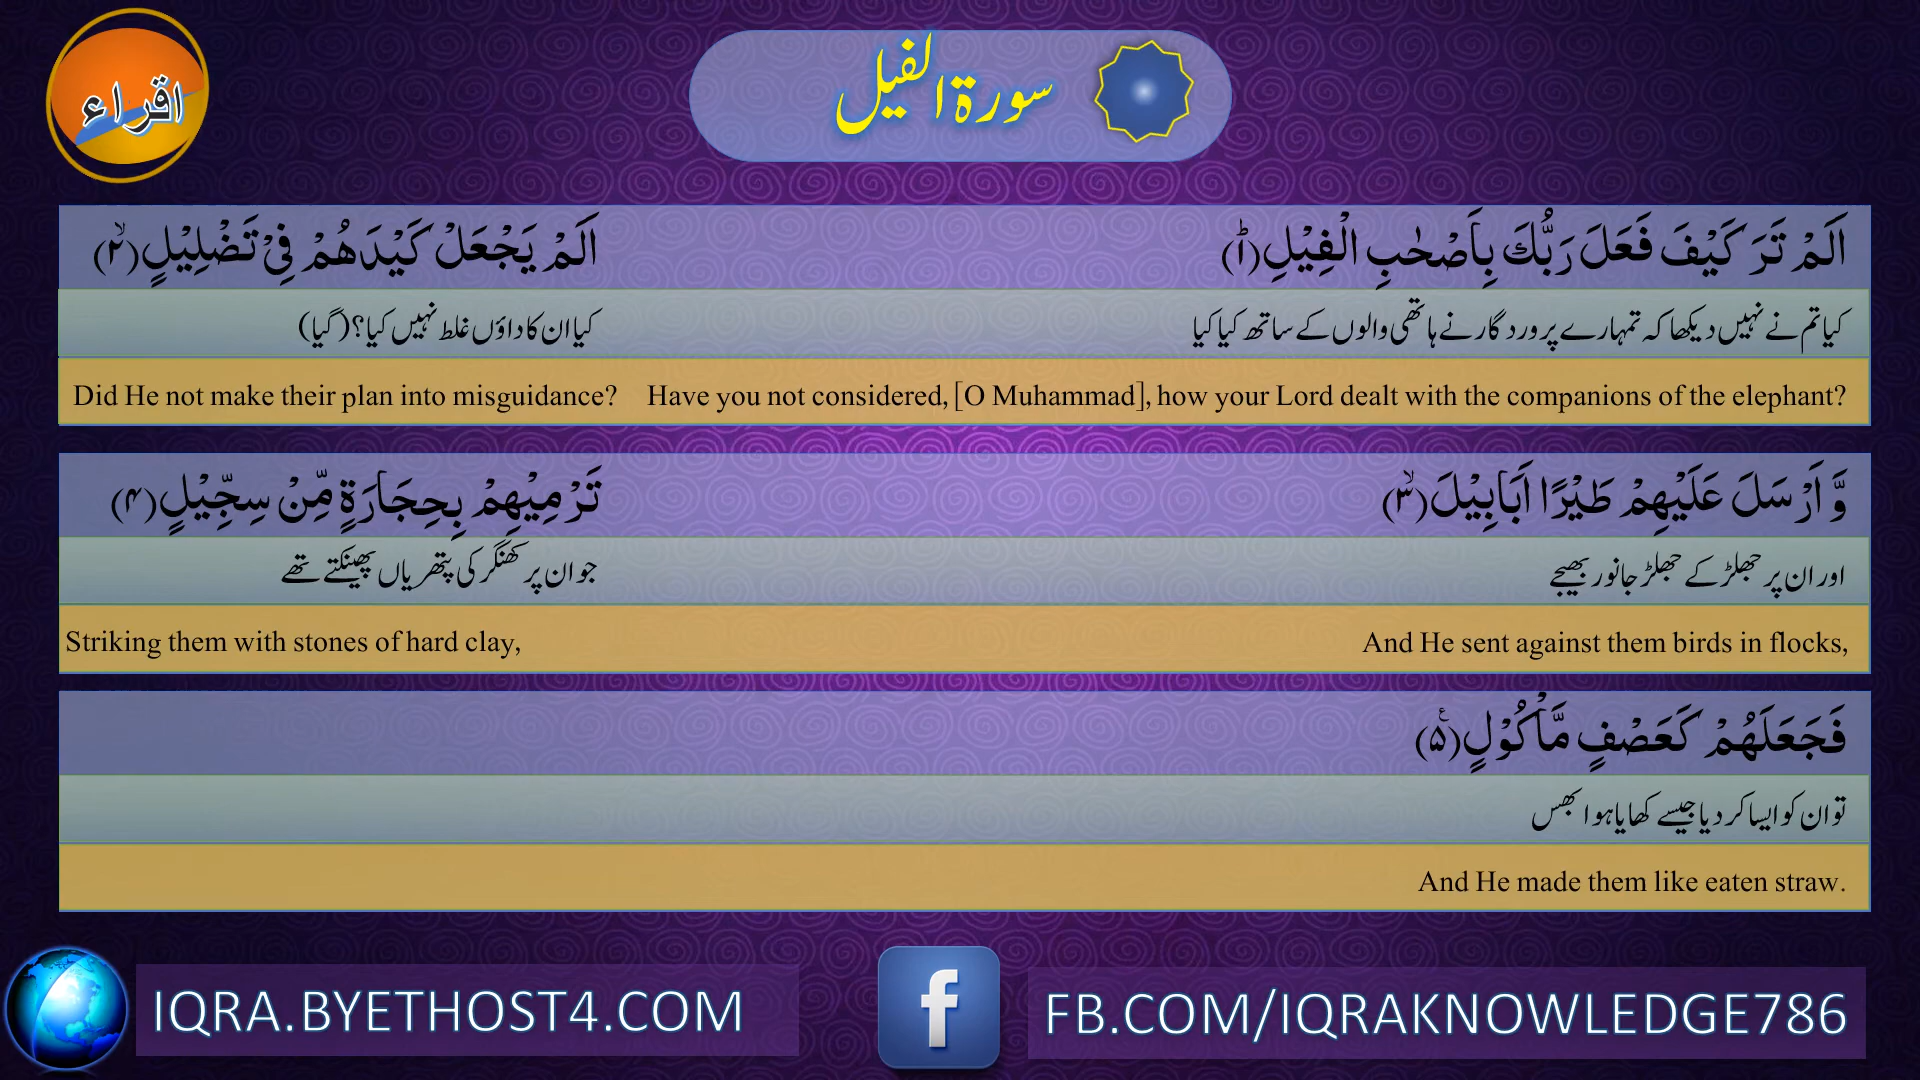 اقراء
سورۃ الفیل
اَلَمْ تَرَ كَیْفَ فَعَلَ رَبُّكَ بِاَصْحٰبِ الْفِیْلِؕ(۱)
اَلَمْ یَجْعَلْ كَیْدَهُمْ فِیْ تَضْلِیْلٍۙ(۲)
کیا تم نے نہیں دیکھا کہ تمہارے پروردگار نے ہاتھی والوں کے ساتھ کیا کیا
کیا ان کا داؤں غلط نہیں کیا؟ (گیا)
Have you not considered, [O Muhammad], how your Lord dealt with the companions of the elephant?
Did He not make their plan into misguidance?
وَّ اَرْسَلَ عَلَیْهِمْ طَیْرًا اَبَابِیْلَۙ(۳)
تَرْمِیْهِمْ بِحِجَارَةٍ مِّنْ سِجِّیْلٍ(۴)
اور ان پر جھلڑ کے جھلڑ جانور بھیجے
جو ان پر کھنگر کی پتھریاں پھینکتے تھے
And He sent against them birds in flocks,
Striking them with stones of hard clay,
فَجَعَلَهُمْ كَعَصْفٍ مَّاْكُوْلٍ۠(۵)
تو ان کو ایسا کر دیا جیسے کھایا ہوا بھس
And He made them like eaten straw.
IQRA.BYETHOST4.COM
FB.COM/IQRAKNOWLEDGE786